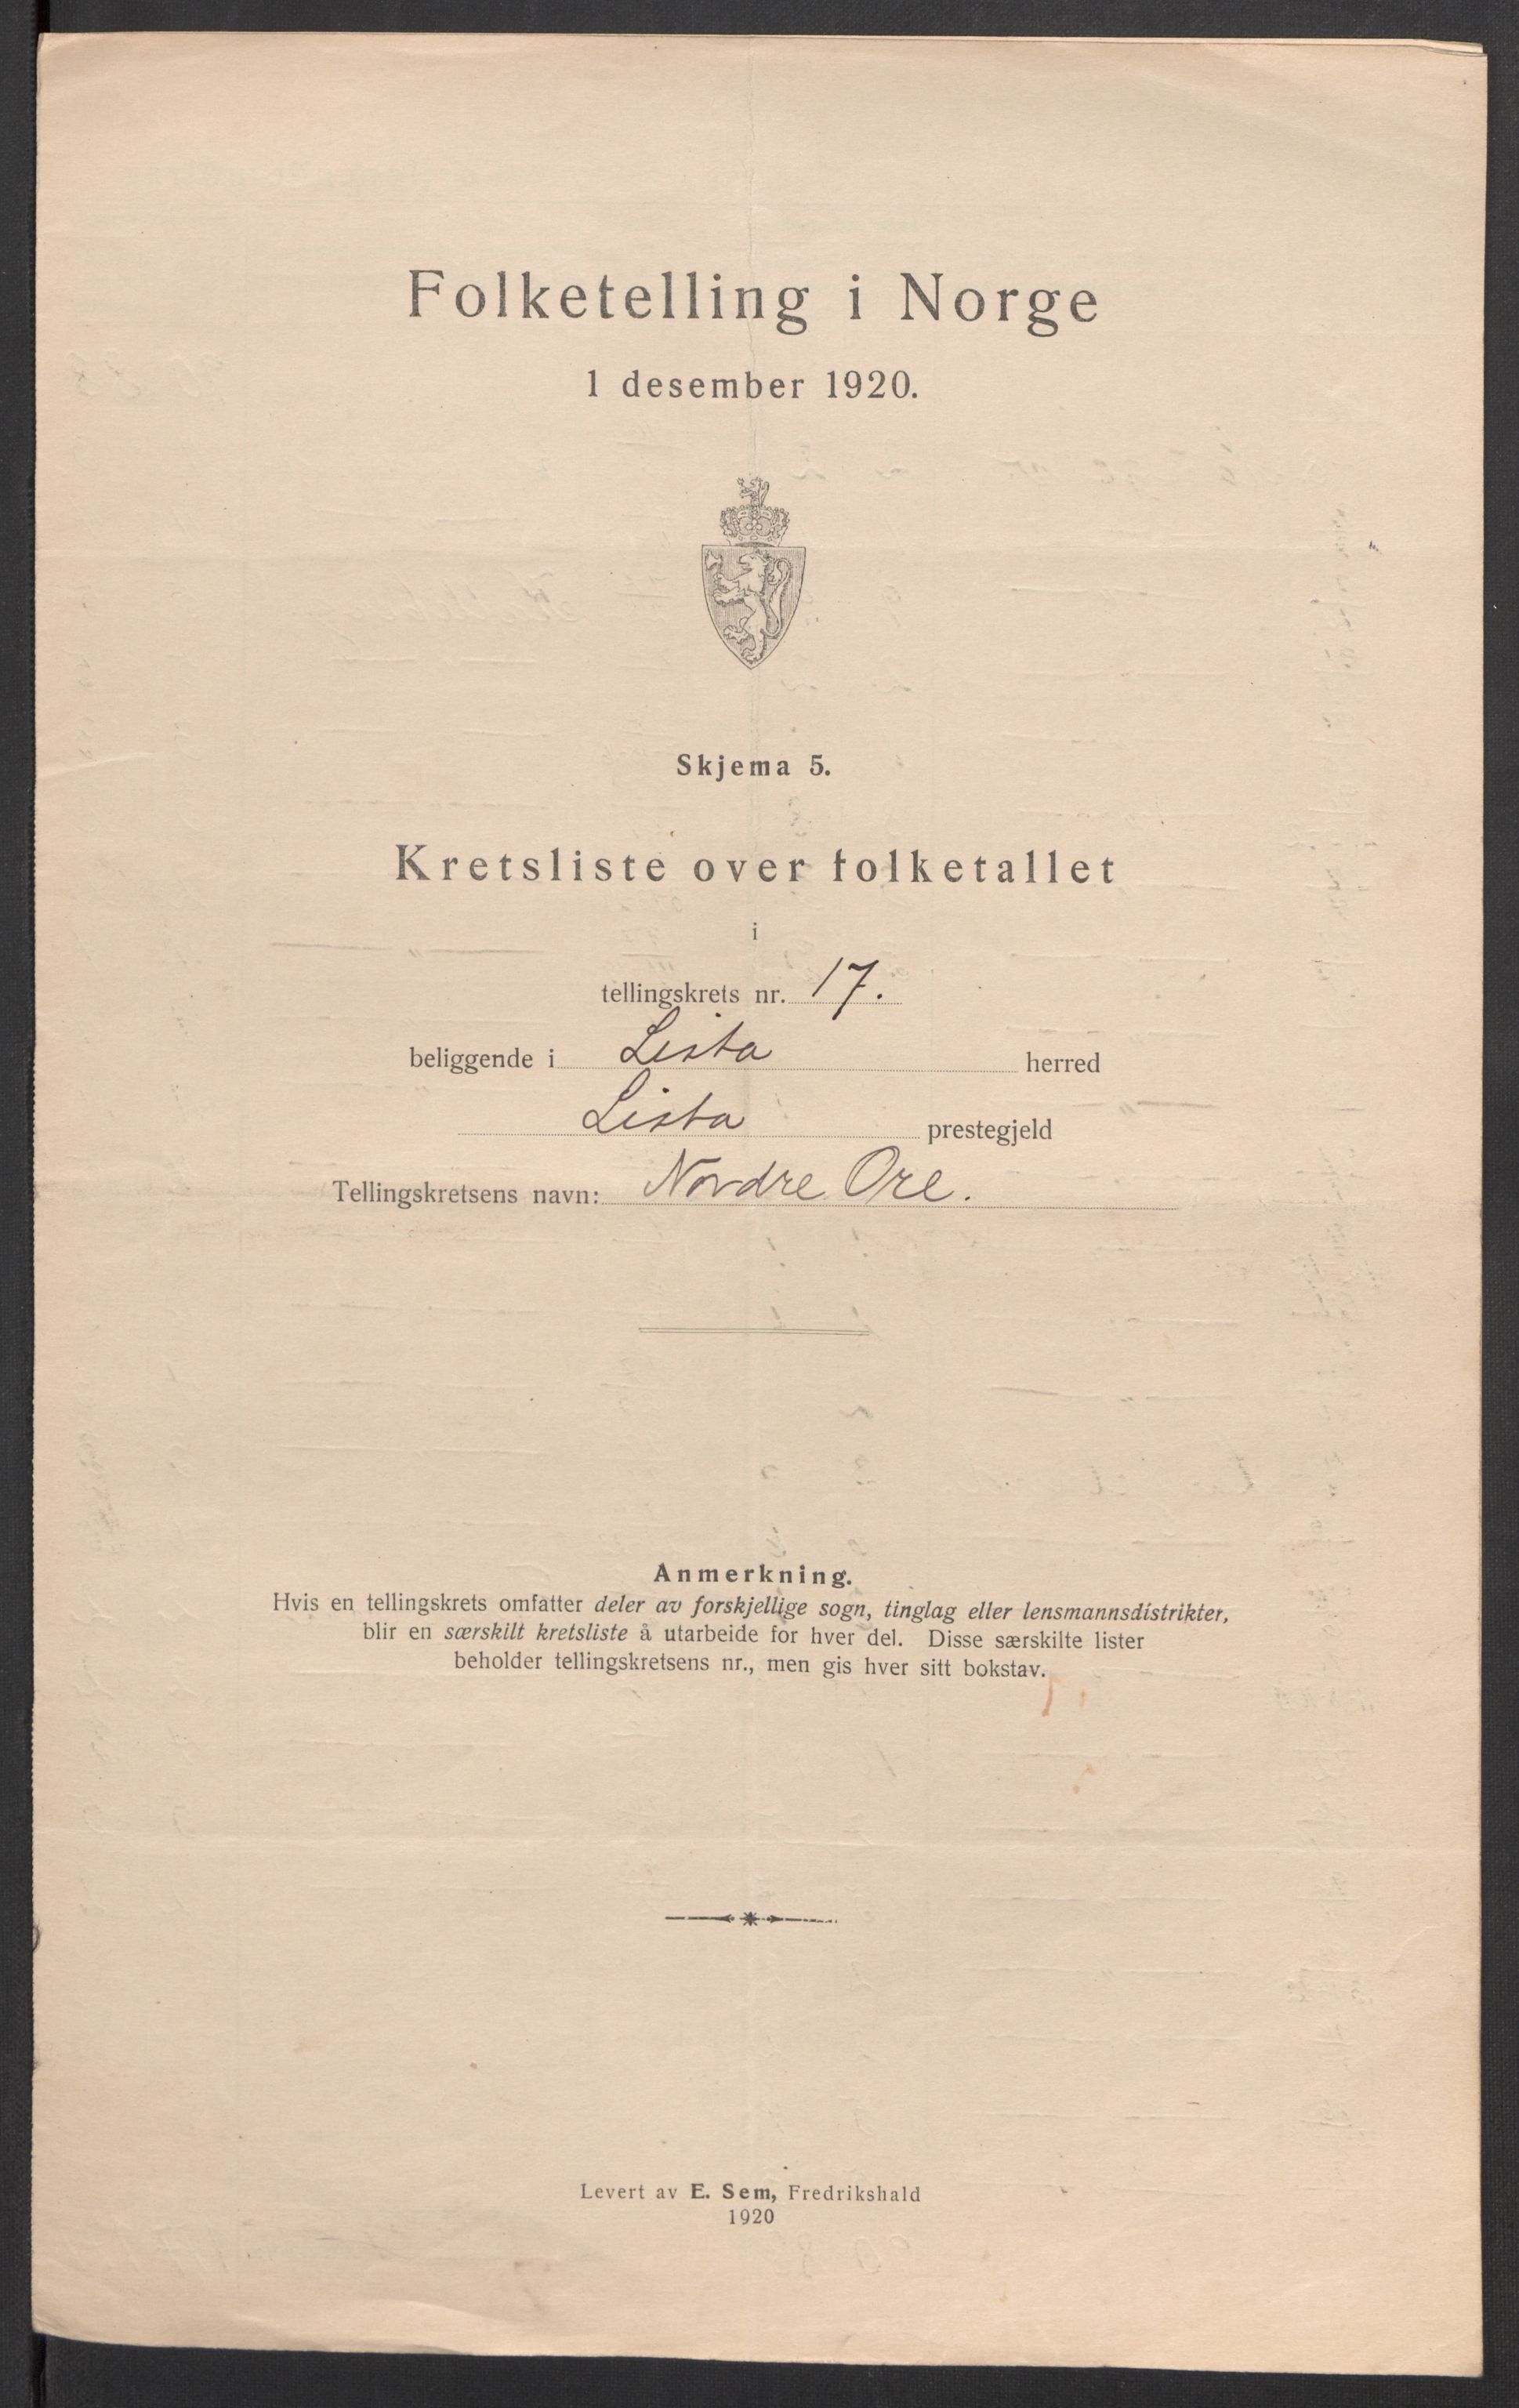 Folketelling i Norge
1 desember 1920.
Skjema 5.
Kretsliste over folketallet
i
tellingskrets nr. 17.
beliggende i Lista herred
Lista prestegjeld
Tellingskretsens navn: Nordre Ore.
Anmerkning.
Hvis en tellingskrets omfatter deler av forskjellige sogn, tinglag eller lensmannsdistrikter,
blir en særskilt kretsliste å utarbeide for hver del. Disse særskilte lister
beholder tellingskretsens nr., men gis hver sitt bokstav.
Levert av E. Sem, Fredrikshald
1920